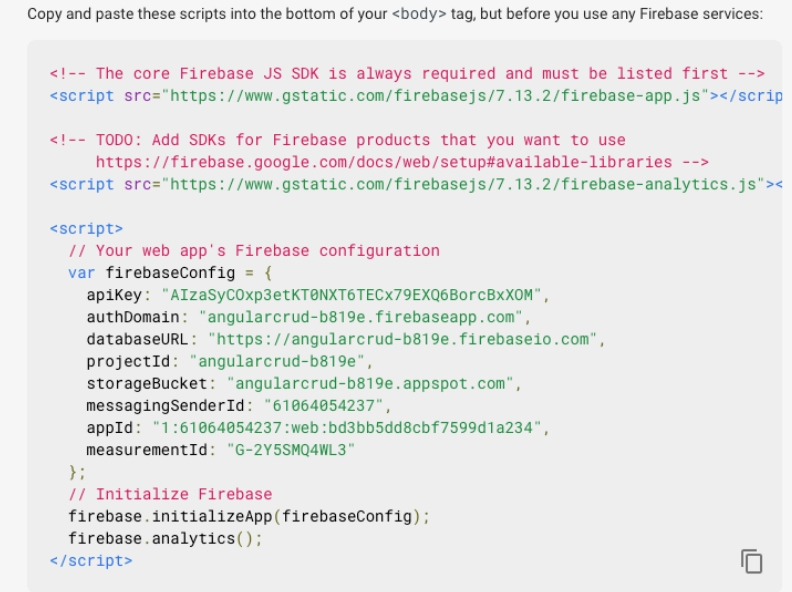 Copy and paste these scripts into the bottom of your <body> tag, but before you use any Firebase services:
<!-- The core Firebase JS SDK is always required and must be listed first -->
<script src="https://www.gstatic.com/firebasejs/7.13.2/firebase-app.js"></scrip
<!-- TODO: Add SDKs for Firebase products that you want to use
https://firebase.google.com/docs/web/setup#available-libraries -->
<script src="https://www.gstatic.com/firebasejs/7.13.2/firebase-analytics.js"><
<script>
// Your web app's Firebase configuration
var firebaseConfig = {
apiKey: "AIzaSyCOxp3etKT0NXT6TECx79EXQ6BorcBxXOM",
authDomain: "angularcrud-b819e.firebaseapp.com",
databaseURL: "https://angularcrud-b819e.firebaseio.com",
projectId: "angularcrud-b819e",
storageBucket: "angularcrud-b819e.appspot.com",
messagingSenderId: "61064054237",
appId: "1:61064054237:web:bd3bb5dd8cbf7599d1a234",
measurementId: "G-2Y5SMQ4WL3"
};
// Initialize Firebase
firebase.initializeApp(firebaseConfig);
firebase.analytics();
</script>